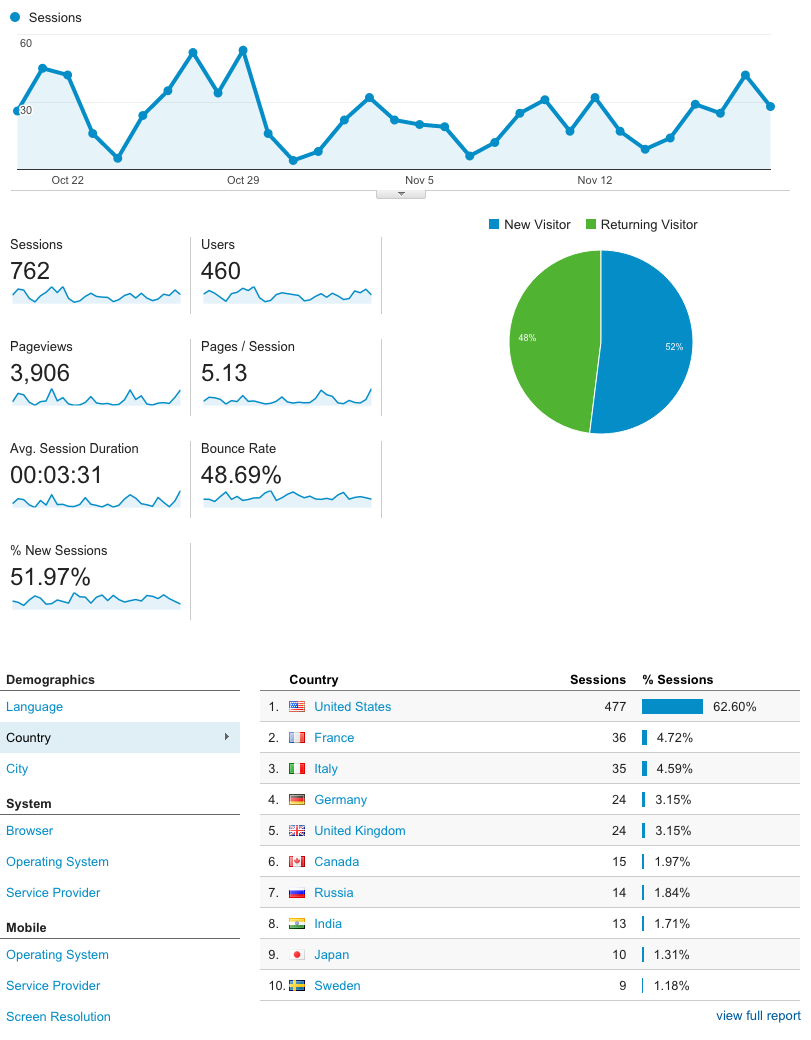 Sessions
60
30
Oct 22 Oct 29 Nov 5 Nov 12
New Visitor Returning Visitor
Sessions Users
762 460
Pageviews Pages / Session
3,906 5.13
48% 52%
Avg. Session Duration Bounce Rate
00:03:31 48.69%
% New Sessions
51.97%
Demographics
Language
Country
City
System
Browser
Operating System
Service Provider
Mobile
Operating System
Service Provider
Screen Resolution
Country Sessions % Sessions
1. United States 477 62.60%
2. France 36 4.72%
3. Italy 35 4.59%
4. Germany 24 3.15%
5. United Kingdom 24 3.15%
6. Canada 15 1.97%
7. Russia 14 1.84%
8. India 13 1.71%
9. Japan 10 1.31%
10. Sweden 9 1.18%
view full report